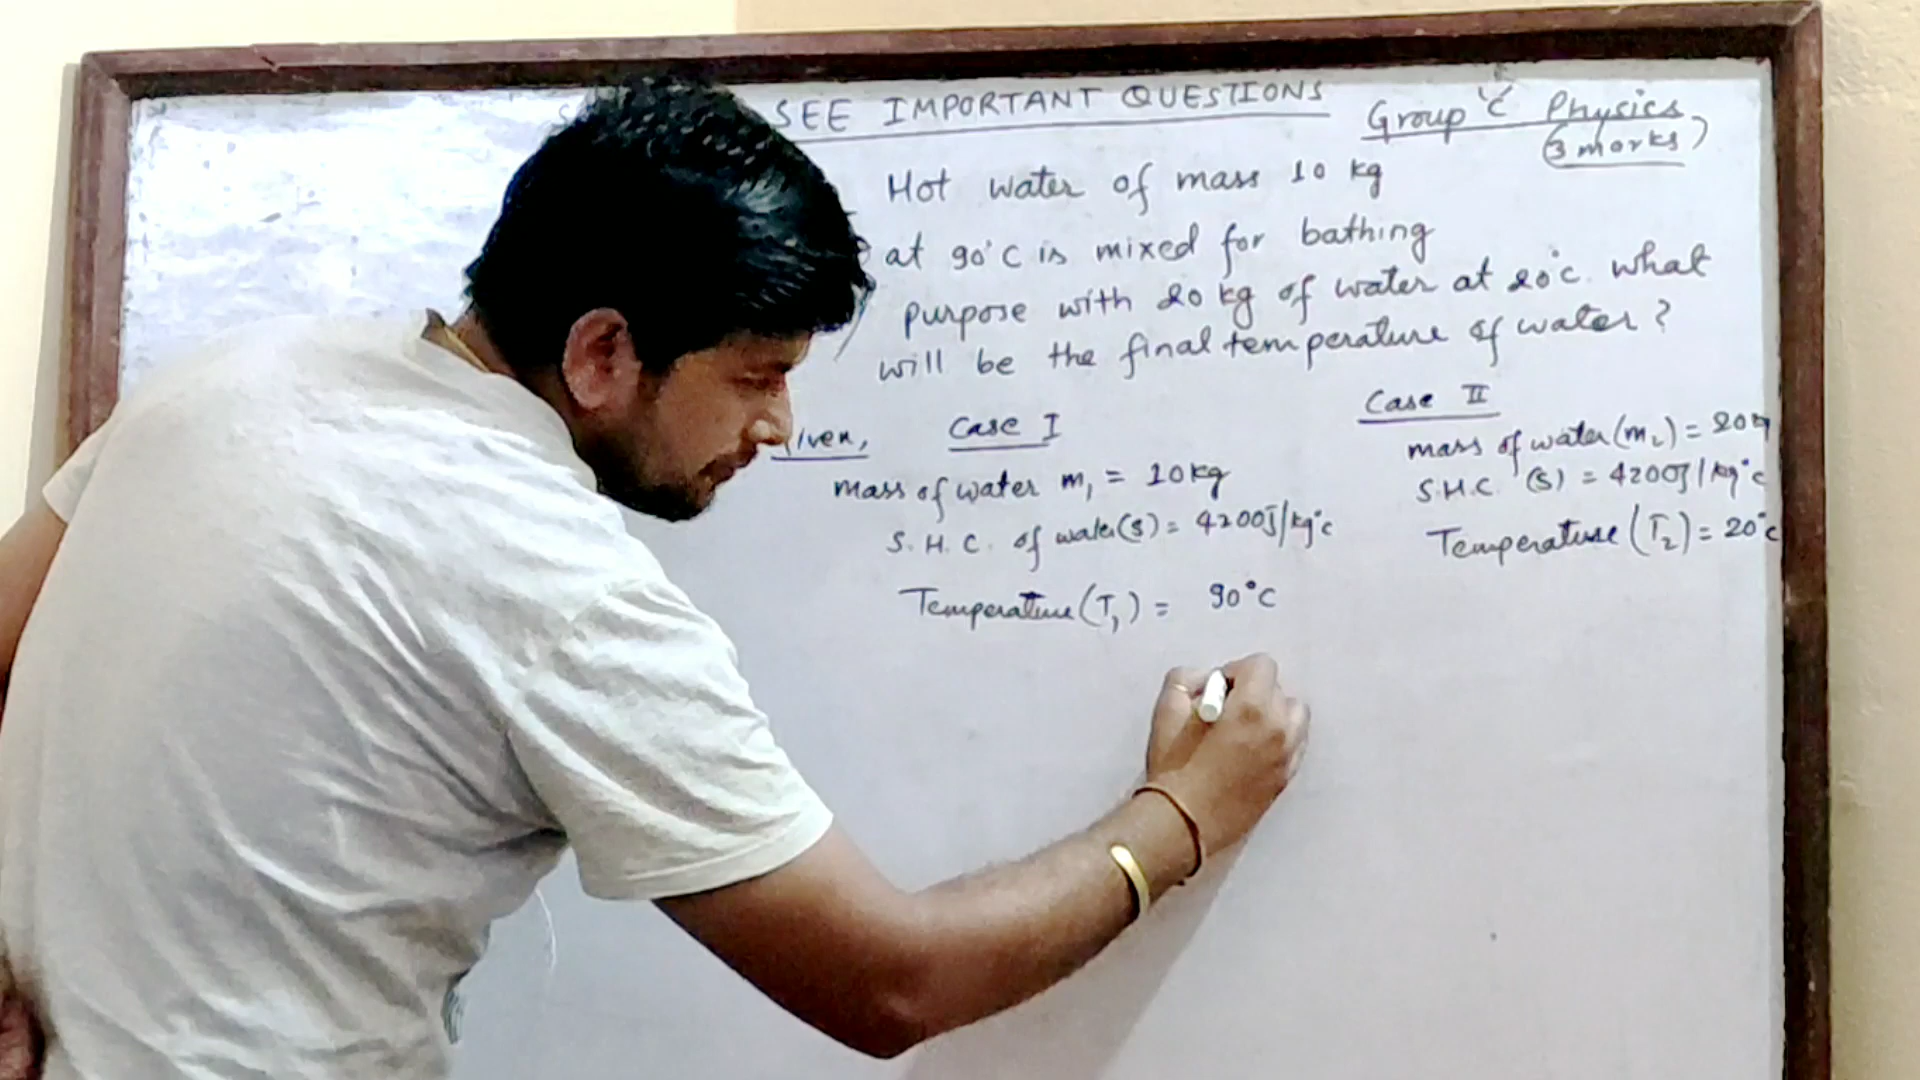 SEE IMPORTANT QUESTIONS
Group 'C' Physics
(3 marks)
Hot water of mass 10 kg
at 90°C is mixed for bathing
purpose with 20 kg of water at 20°C. What
will be the final temperature of water?
iven,
Case I
mass of water m₁ = 10kg
S.H.C. of water(s) = 4200J/kg°C
Temperature(T₁) = 90°C
Case II
mass of water(m₂) = 20kg
S.H.C. (s) = 4200J/kg°C
Temperature (T₂) = 20°C